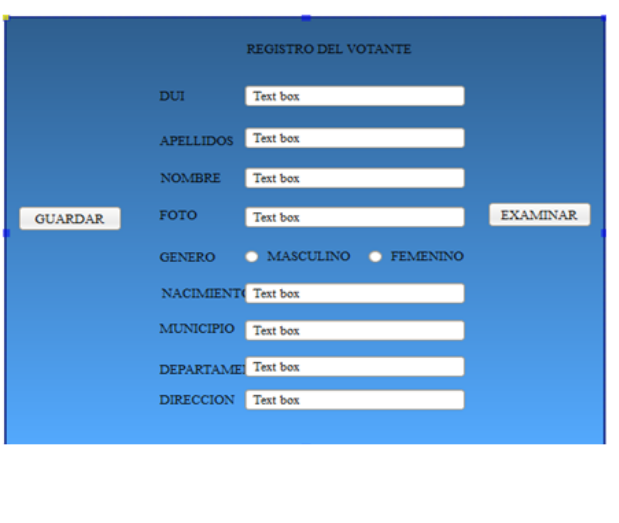 REGISTRO DEL VOTANTE
DUI Text box
APELLIDOS Text box
NOMBRE Text box
GUARDAR FOTO Text box EXAMINAR
GENERO MASCULINO FEMENINO
NACIMIENTO Text box
MUNICIPIO Text box
DEPARTAME Text box
DIRECCION Text box